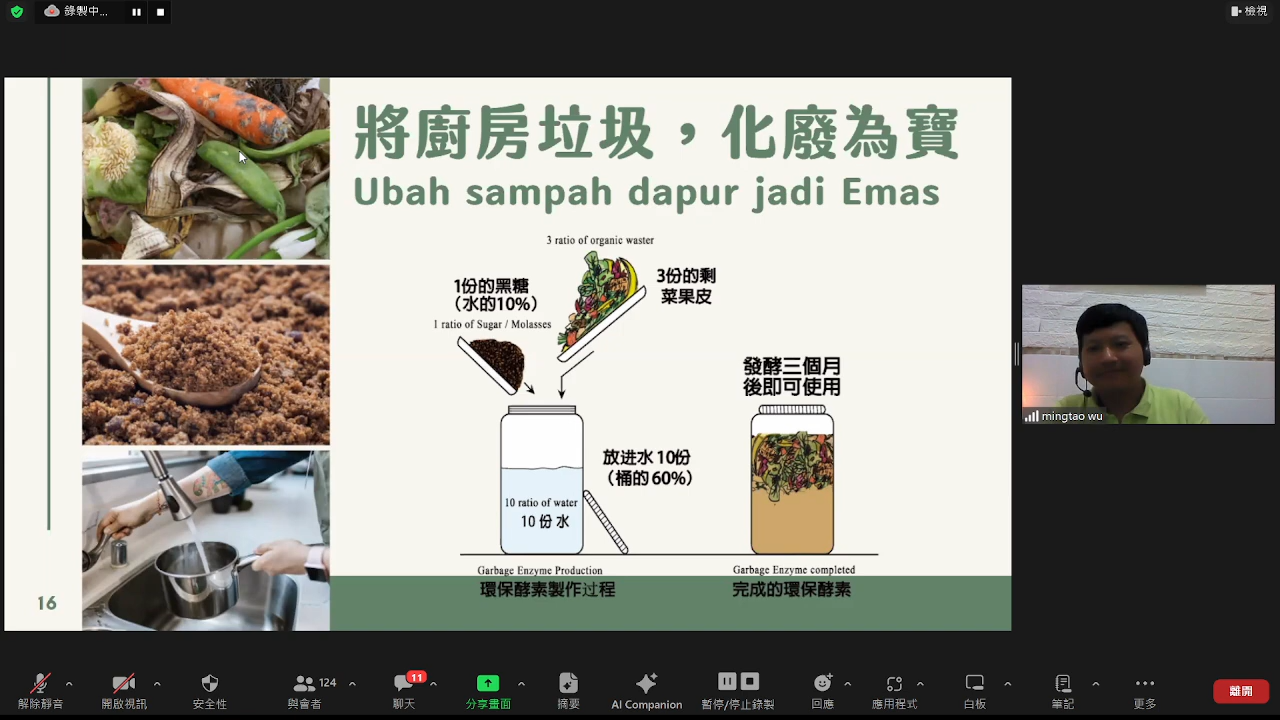 錄製中...
檢視
將廚房垃圾，化廢為寶
Ubah sampah dapur jadi Emas
3 ratio of organic waster
1份的黑糖
（水的10%）
1 ratio of Sugar / Molasses
3份的剩
菜果皮
發酵三個月
後即可使用
放进水 10份
（桶的 60%）
10 ratio of water
10 份 水
Garbage Enzyme Production
環保酵素製作过程
Garbage Enzyme completed
完成的環保酵素
16
mingtao wu
解除靜音
開啟視訊
安全性
124
與會者
11
聊天
分享畫面
摘要
AI Companion
暫停/停止錄製
回應
應用程式
白板
筆記
更多
離開